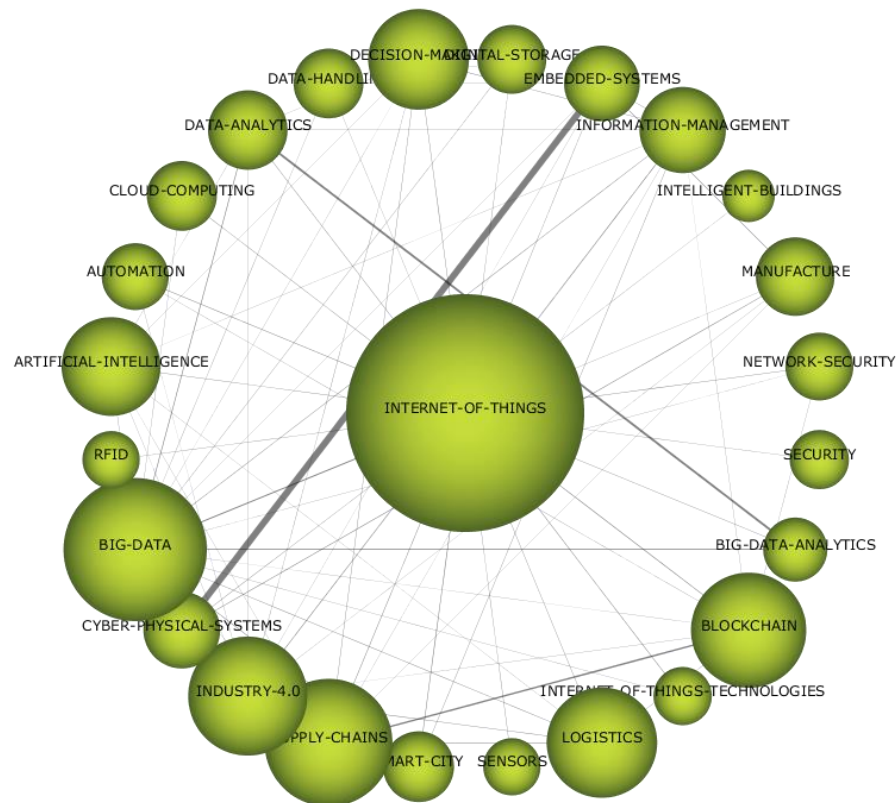 DECISION-MAKING
DIGITAL-STORAGE
DATA-HANDLI
EMBEDDED-SYSTEMS
DATA-ANALYTICS
INFORMATION-MANAGEMENT
CLOUD-COMPUTING
INTELLIGENT-BUILDINGS
AUTOMATION
MANUFACTURE
ARTIFICIAL-INTELLIGENCE
NETWORK-SECURITY
INTERNET-OF-THINGS
RFID
SECURITY
BIG-DATA
BIG-DATA-ANALYTICS
CYBER-PHYSICAL-SYSTEMS
BLOCKCHAIN
INDUSTRY-4.0
INTERNET-OF-THINGS-TECHNOLOGIES
PPLY-CHAINS
LOGISTICS
MART-CITY
SENSORS